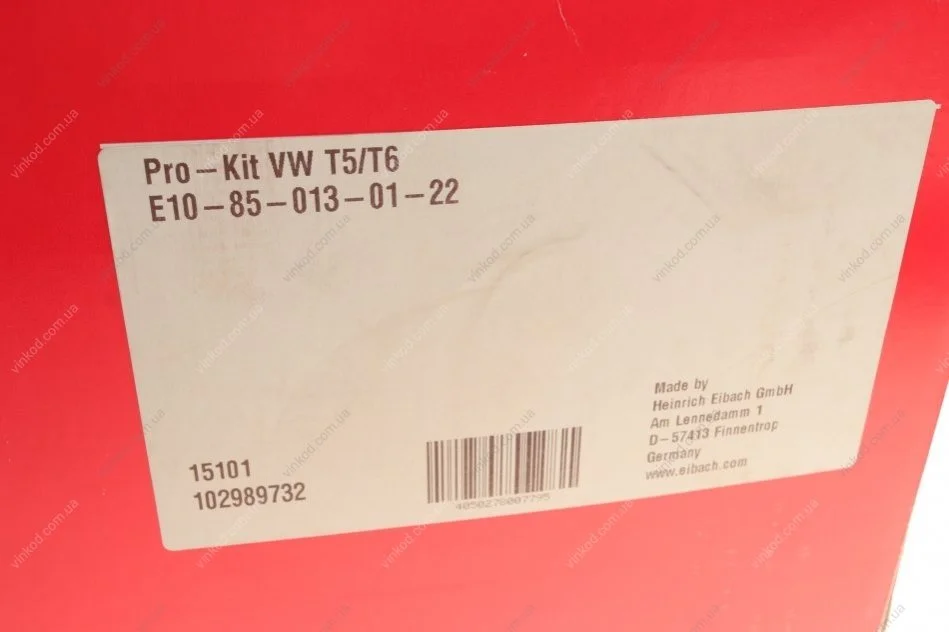 Pro-Kit VW T5/T6
E10-85-013-01-22
15101
102989732
4050278007795
Made by
Heinrich Eibach GmbH
Am Lennedamm 1
D-57413 Finnentrop
Germany
www.eibach.com
vinkod.com.ua